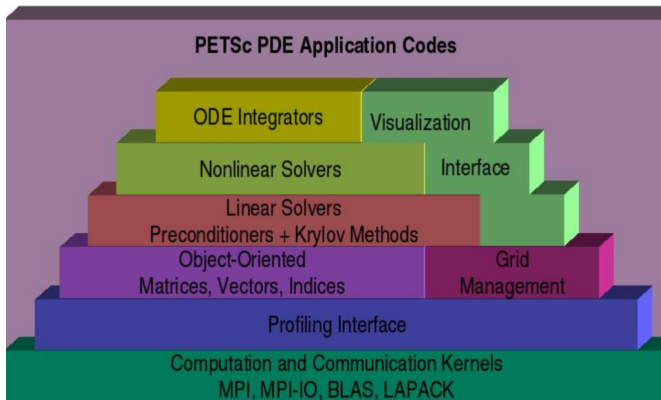 PETSc PDE Application Codes
ODE Integrators
Visualization
Nonlinear Solvers
Interface
Linear Solvers
Preconditioners + Krylov Methods
Object-Oriented
Matrices, Vectors, Indices
Grid
Management
Profiling Interface
Computation and Communication Kernels
MPI, MPI-IO, BLAS, LAPACK